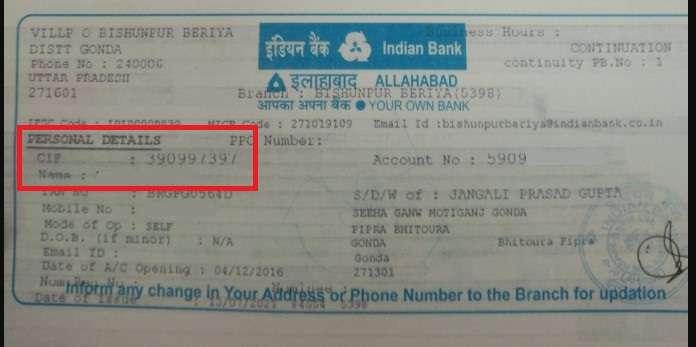 VILLP O BISHUNPUR BERIYA
DISTT GONDA
Phone No : 240006
UTTAR PRADESH
271601
इंडियन बैंक Indian Bank
इलाहाबाद ALLAHABAD
आपका अपना बैंक YOUR OWN BANK
Business Hours :
CONTINUATION
continuity PB.No : 1
Branch : BISHUNPUR BERIYA(5398)
MICR Code : 271019109 Email Id :bishunpurberiya@indianbank.co.in
PERSONAL DETAILS PPO Number:
CIF : 390997397 Account No : 5909
Name :
S/D/W of : JANGALI PRASAD GUPTA
Mobile No : SEEHA GANW MOTIGANJ GONDA
Mode of Op : SELF PIPRA BHITOURA
D.O.B. (if minor) : N/A GONDA Bhitoura Pipra
Email ID : Gonda
Date of A/C Opening : 04/12/2016 271301
Inform any change in Your Address or Phone Number to the Branch for updation
Date of Issue